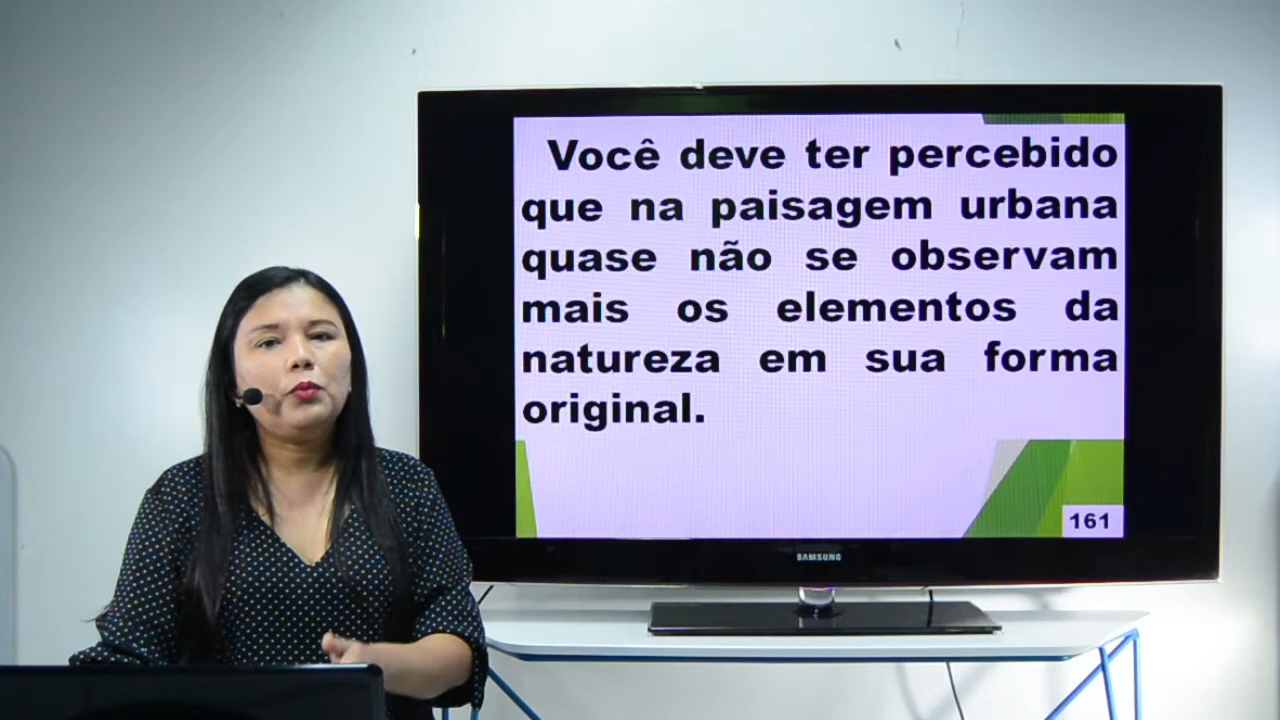 Você deve ter percebido
que na paisagem urbana
quase não se observam
mais os elementos da
natureza em sua forma
original.
161
SAMSUNG